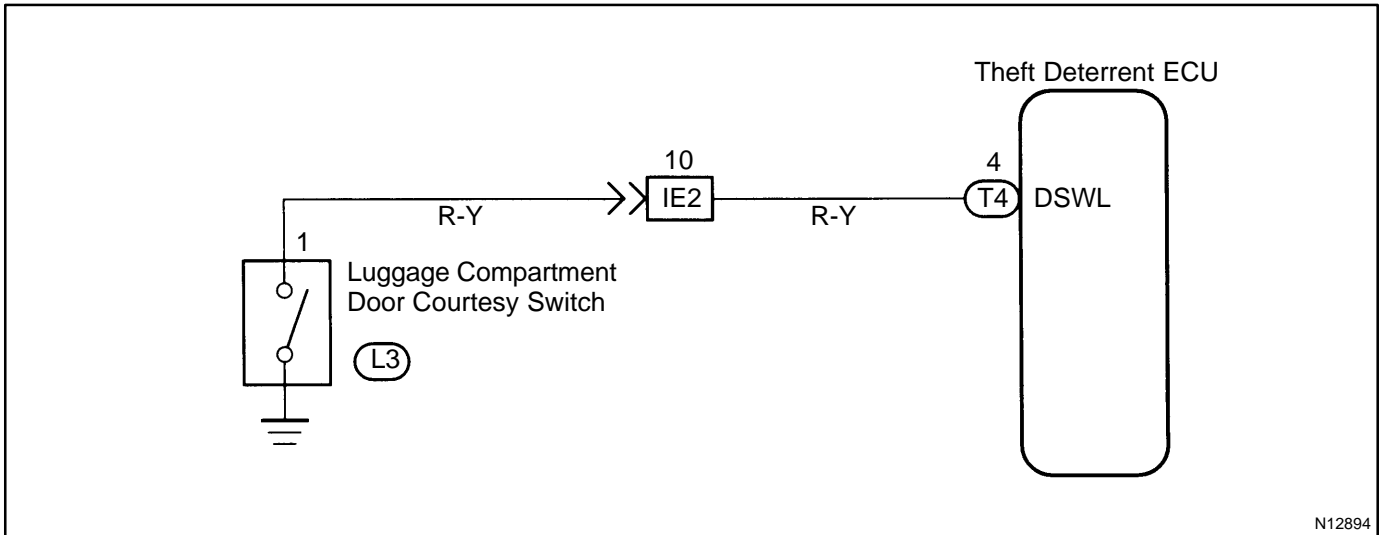 Theft Deterrent ECU
10
4
IE2
T4
DSWL
R-Y
R-Y
1
Luggage Compartment
Door Courtesy Switch
L3
N12894